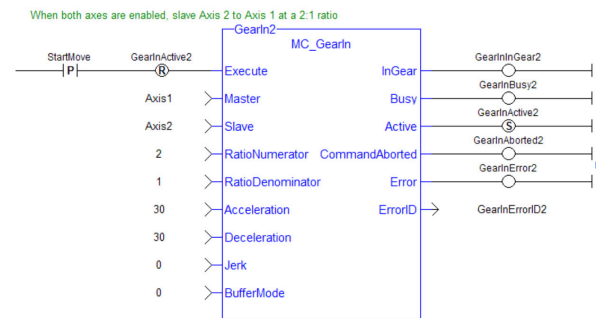 When both axes are enabled, slave Axis 2 to Axis 1 at a 2:1 ratio
GearIn2
MC_GearIn
StartMove GearInActive2 GearInInGear2
P R Execute InGear
GearInBusy2
Axis1 Master Busy
GearInActive2
Axis2 Slave Active S
GearInAborted2
2 RatioNumerator CommandAborted
GearInError2
1 RatioDenominator Error
30 Acceleration ErrorID GearInErrorID2
30 Deceleration
0 Jerk
0 BufferMode